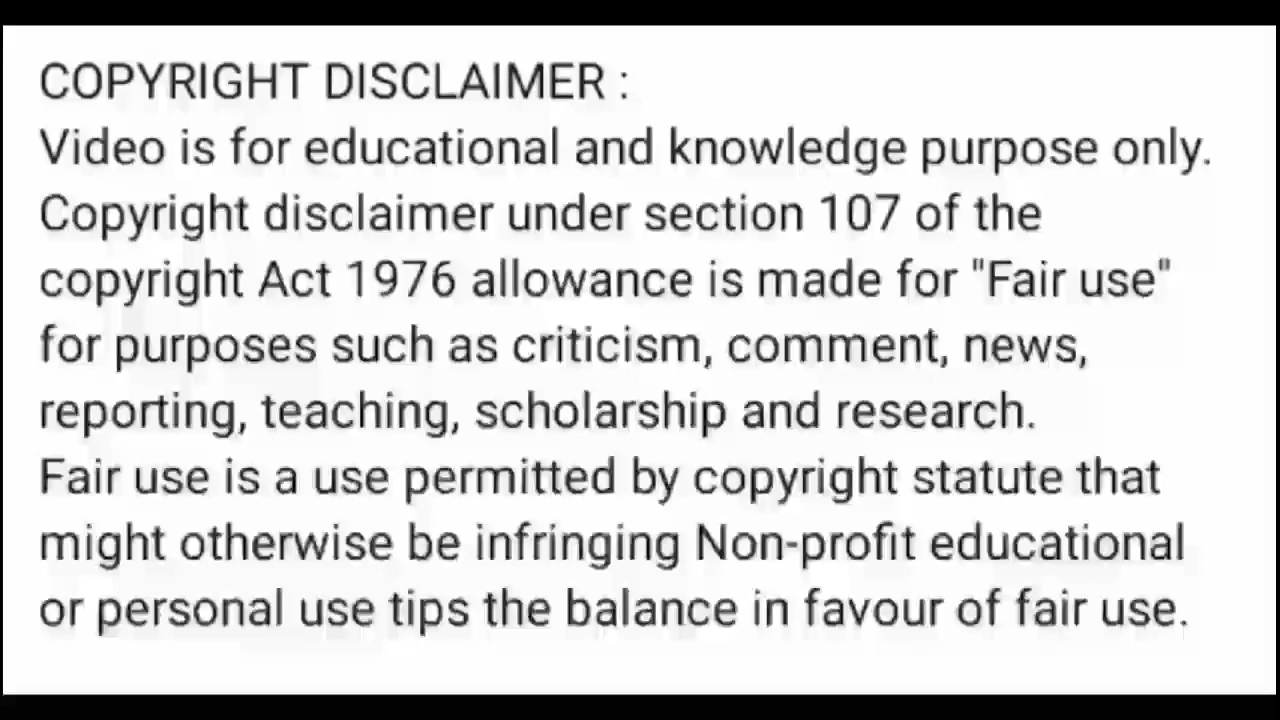 COPYRIGHT DISCLAIMER :
Video is for educational and knowledge purpose only.
Copyright disclaimer under section 107 of the
copyright Act 1976 allowance is made for "Fair use"
for purposes such as criticism, comment, news,
reporting, teaching, scholarship and research.
Fair use is a use permitted by copyright statute that
might otherwise be infringing Non-profit educational
or personal use tips the balance in favour of fair use.